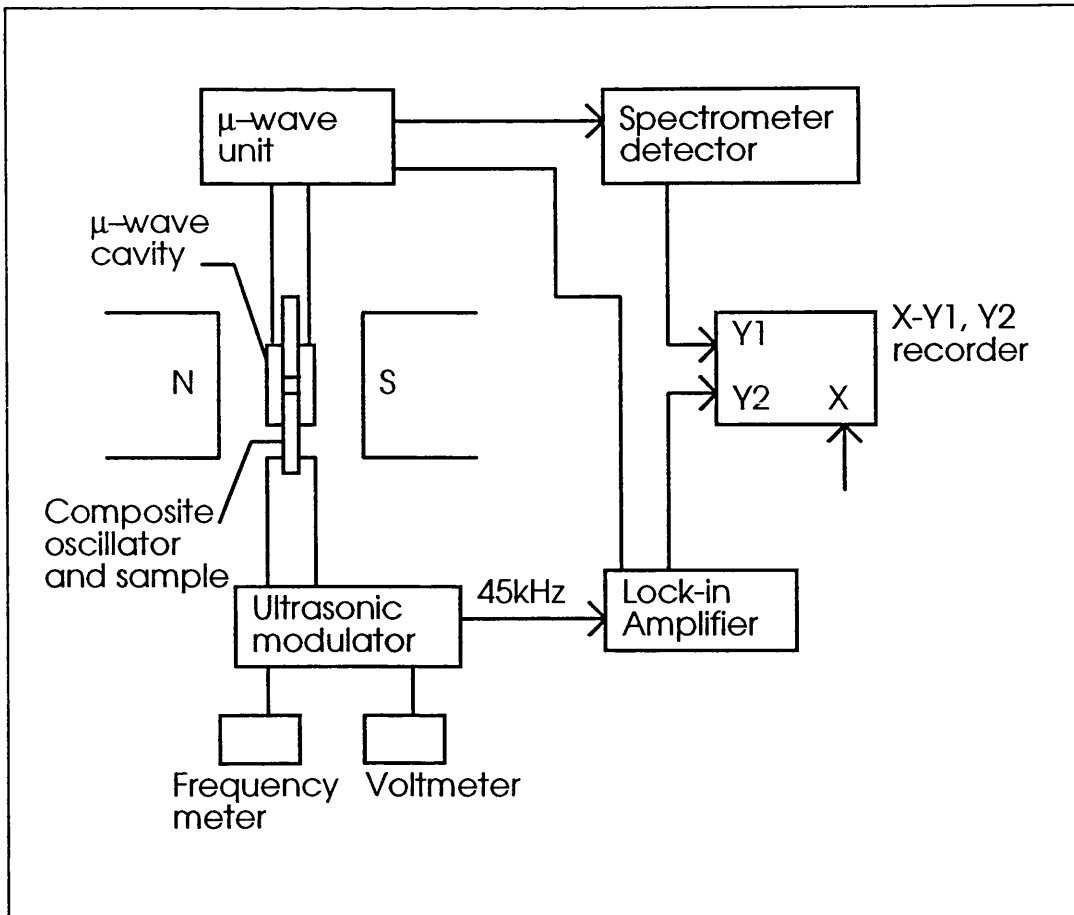 μ–wave
unit
Spectrometer
detector
μ–wave
cavity
N
S
Y1
Y2
X
X-Y1, Y2
recorder
Composite
oscillator
and sample
Ultrasonic
modulator
45kHz
Lock-in
Amplifier
Frequency
meter
Voltmeter